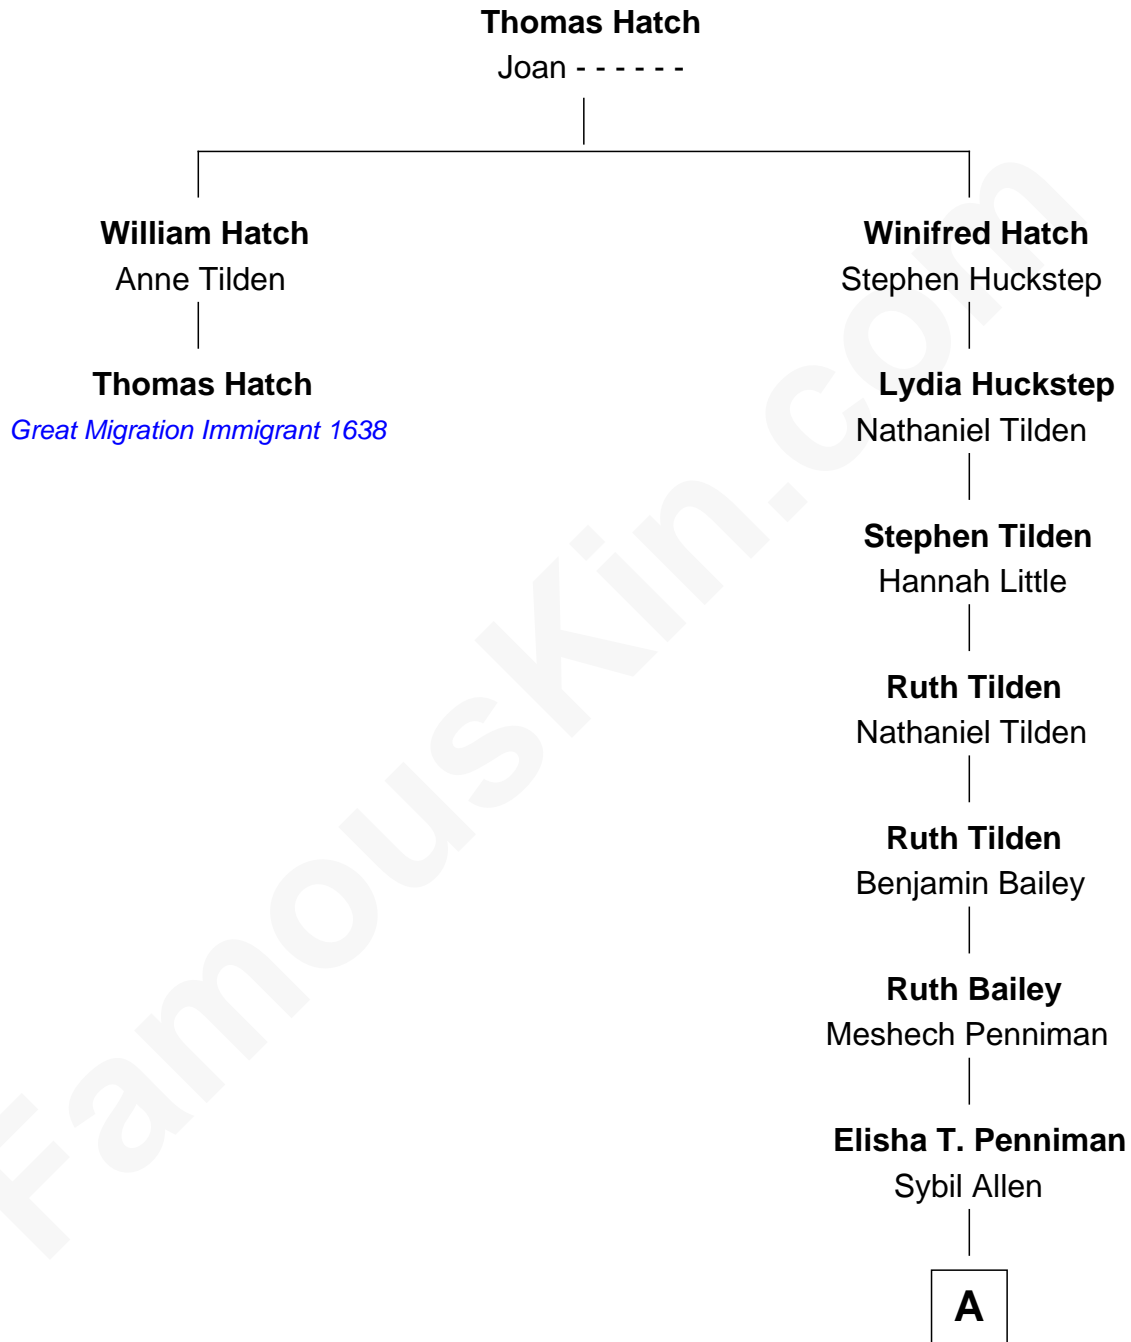 Thomas Hatch
Joan - - - - - -
William Hatch
Anne Tilden
Winifred Hatch
Stephen Huckstep
Thomas Hatch
Great Migration Immigrant 1638
Lydia Huckstep
Nathaniel Tilden
Stephen Tilden
Hannah Little
Ruth Tilden
Nathaniel Tilden
Ruth Tilden
Benjamin Bailey
Ruth Bailey
Meshech Penniman
Elisha T. Penniman
Sybil Allen
A
FamousKin.com